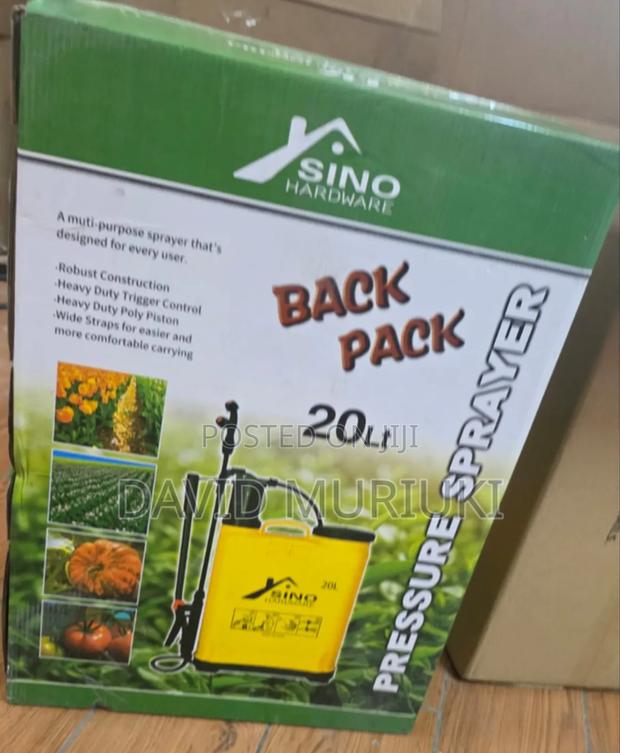 SINO
HARDWARE
A muti-purpose sprayer that's
designed for every user.
·Robust Construction
·Heavy Duty Trigger Control
·Heavy Duty Poly Piston
·Wide Straps for easier and
more comfortable carrying
BACK
PACK
20Lt
PRESSURE SPRAYER
POSTED ON JIJI
DAVID MURIUKI
SINO
HARDWARE
20L